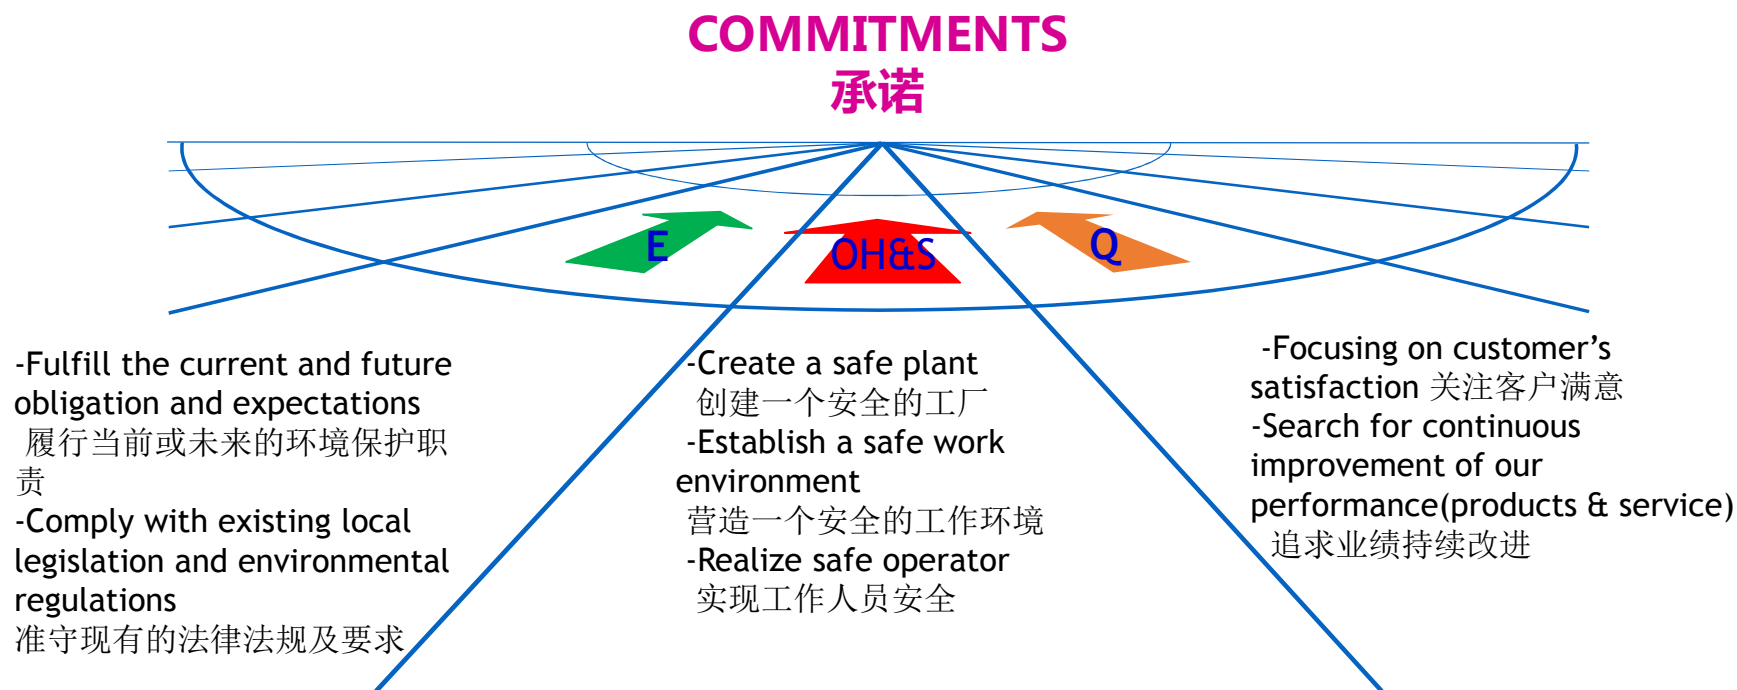 COMMITMENTS
承诺
E
OH&S
Q
-Fulfill the current and future
obligation and expectations
履行当前或未来的环境保护职
责
-Comply with existing local
legislation and environmental
regulations
准守现有的法律法规及要求
-Create a safe plant
创建一个安全的工厂
-Establish a safe work
environment
营造一个安全的工作环境
-Realize safe operator
实现工作人员安全
-Focusing on customer’s
satisfaction 关注客户满意
-Search for continuous
improvement of our
performance(products & service)
追求业绩持续改进